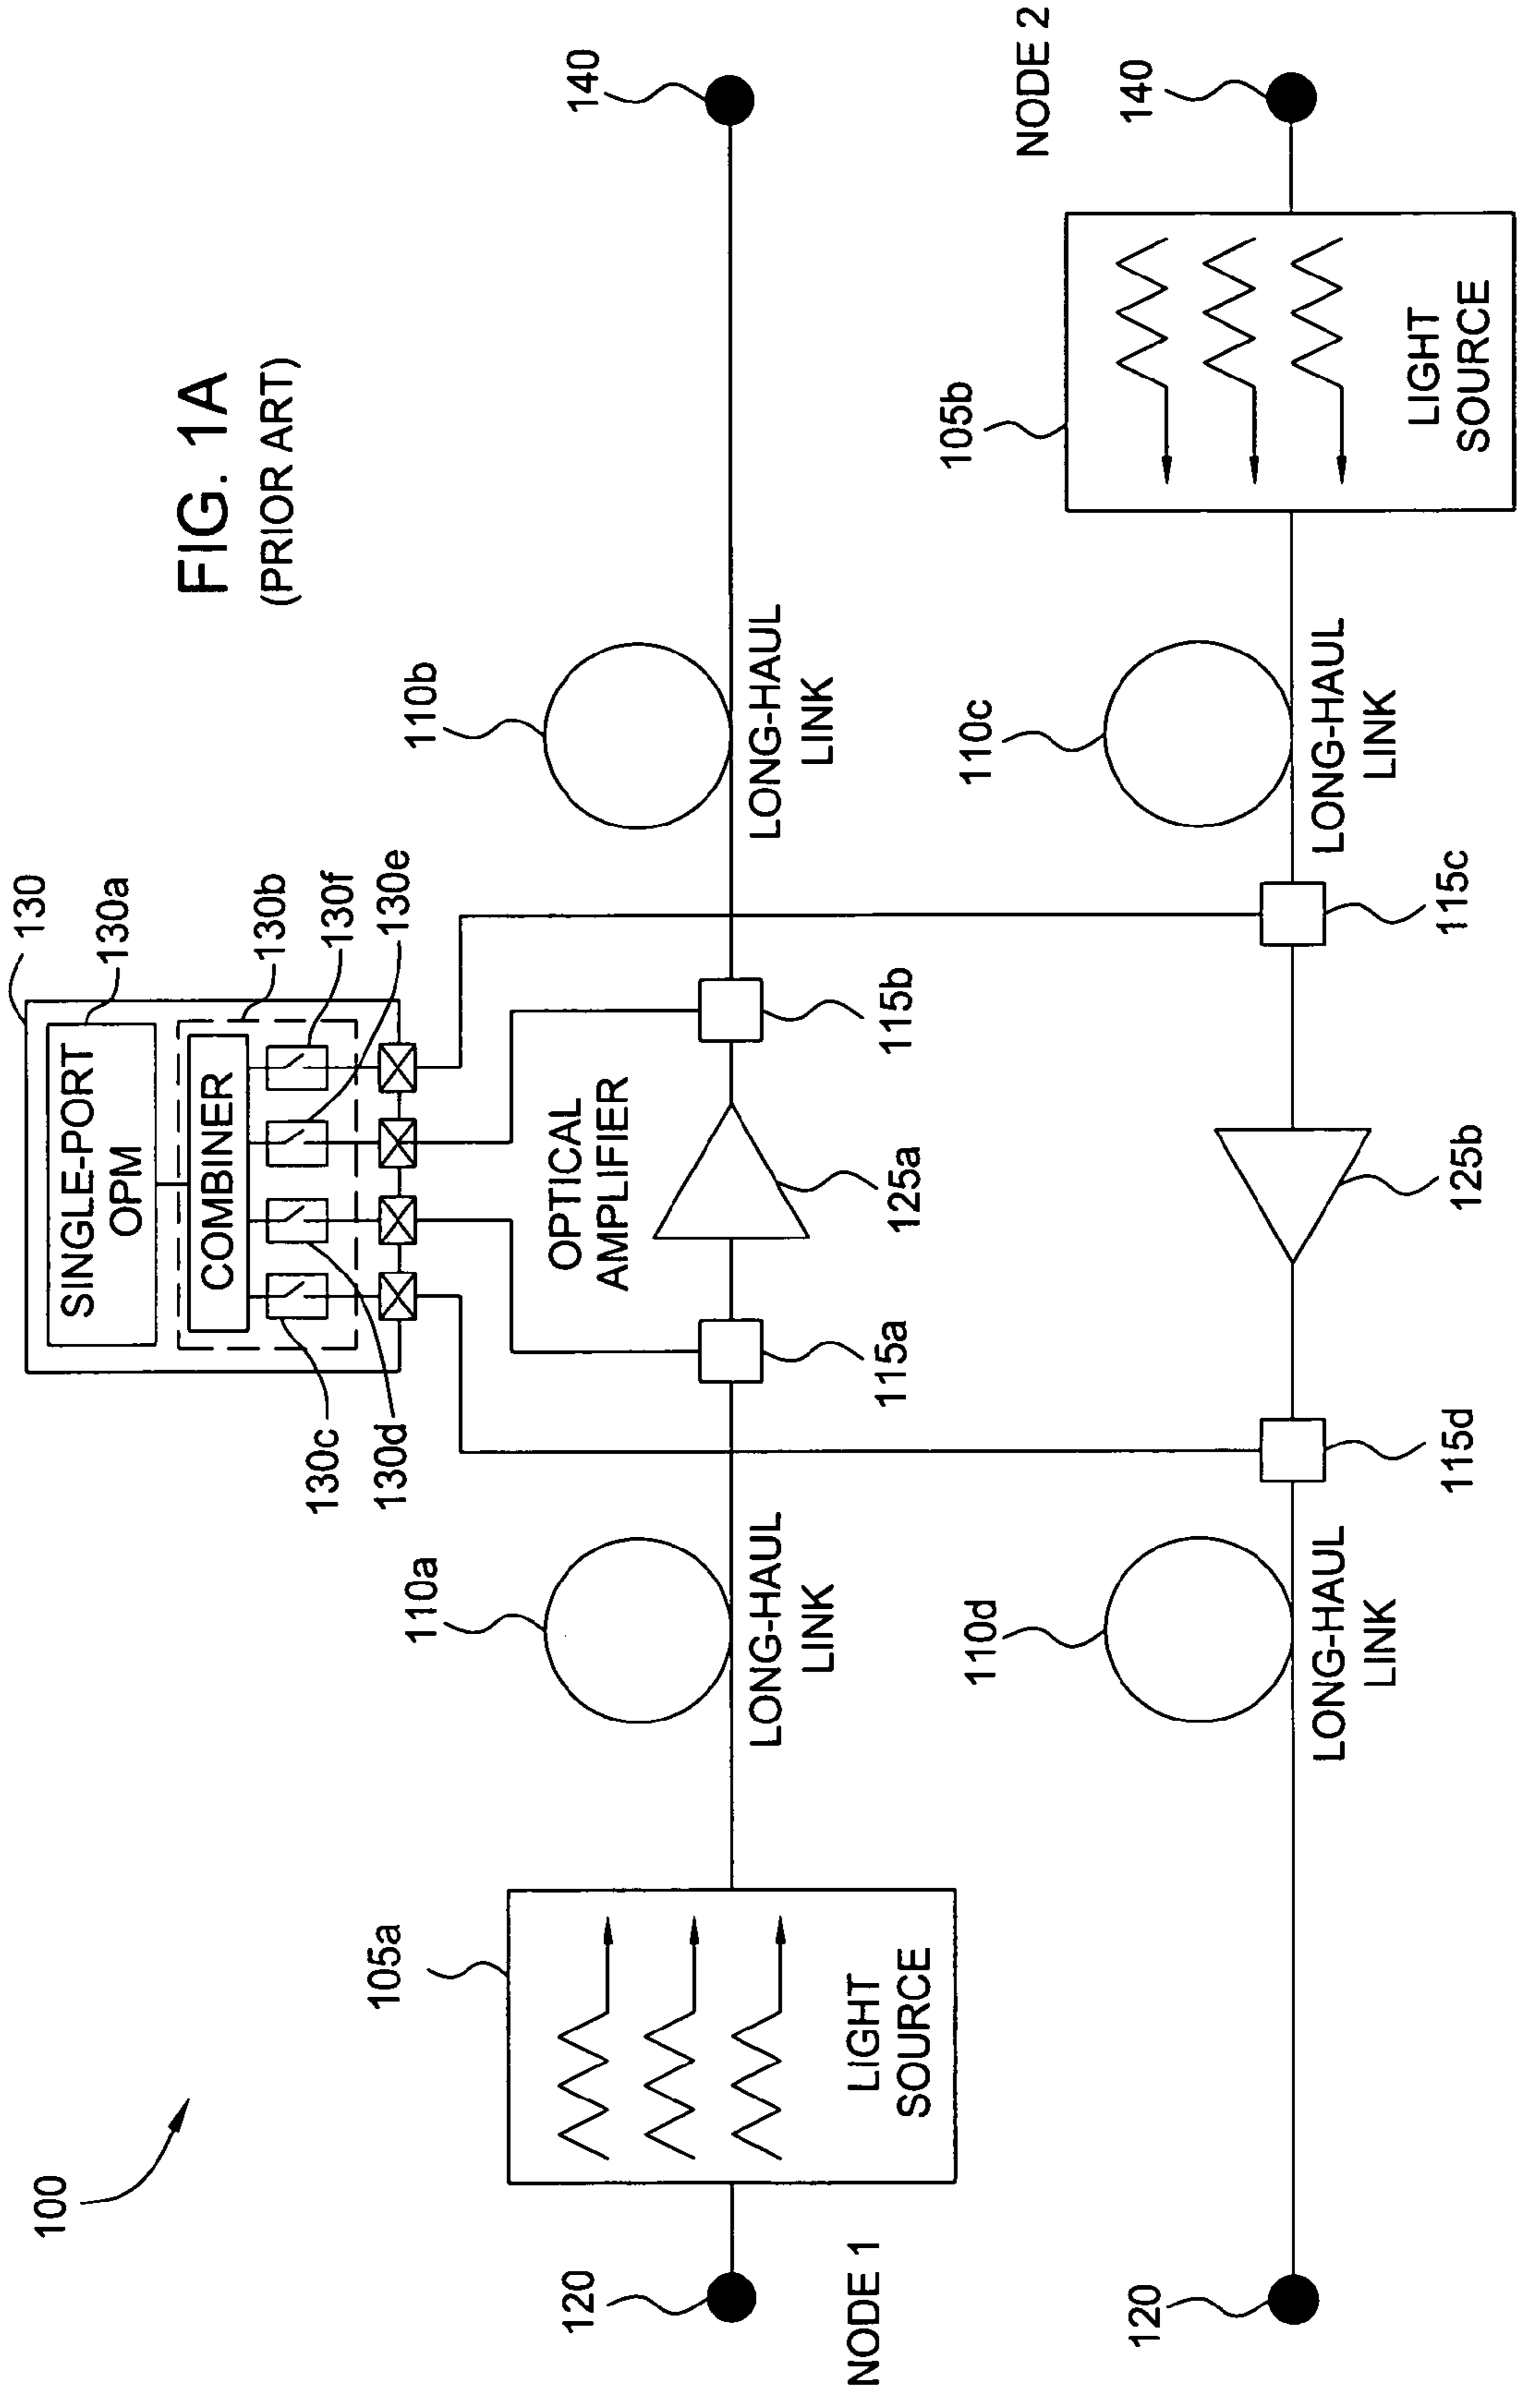 FIG. 1A
(PRIOR ART)
100
130
130a
SINGLE-PORT
OPM
130b
COMBINER
130f
130e
130c
130d
NODE 1
120
105a
LIGHT
SOURCE
110a
LONG-HAUL
LINK
115a
OPTICAL
AMPLIFIER
125a
115b
110b
LONG-HAUL
LINK
140
NODE 2
120
110d
LONG-HAUL
LINK
115d
125b
115c
110c
LONG-HAUL
LINK
105b
LIGHT
SOURCE
140